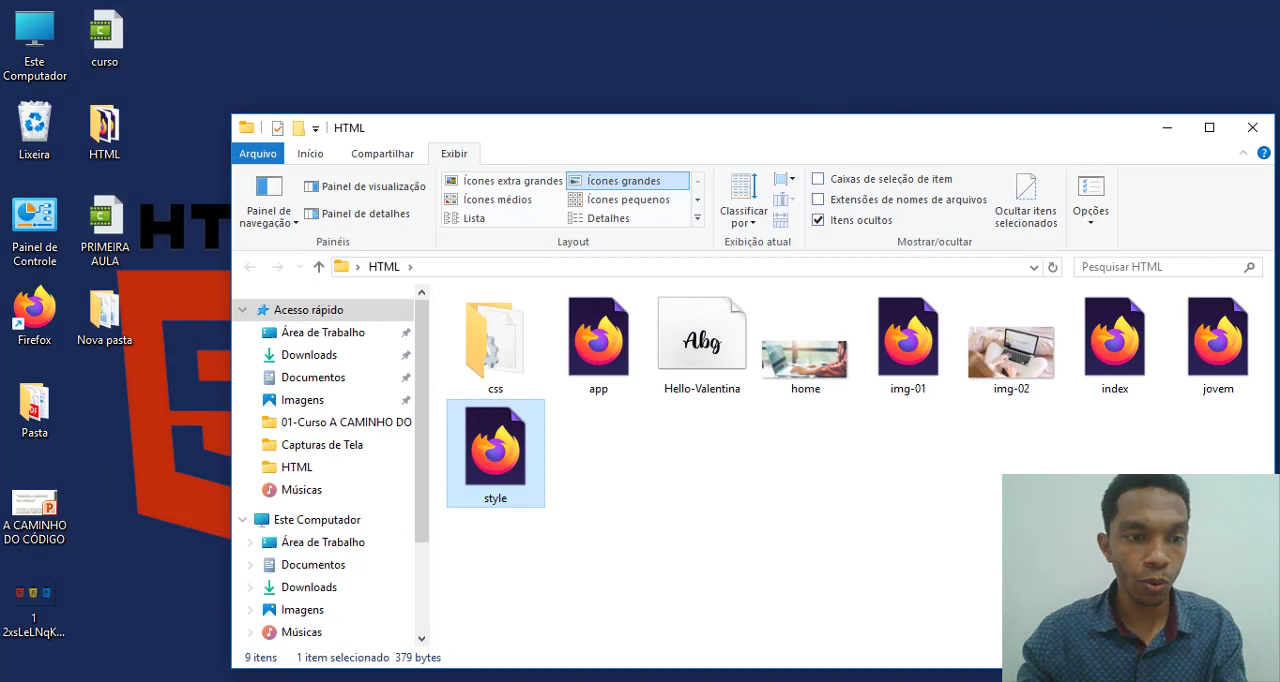 Este
Computador
curso
Lixeira
HTML
Painel de
Controle
PRIMEIRA
AULA
Firefox
Nova pasta
Pasta
A CAMINHO
DO CÓDIGO
1
2xsLeLNqK...
HT
HTML
Arquivo
Início
Compartilhar
Exibir
Painel de
navegação
Painel de visualização
Painel de detalhes
Painéis
Ícones extra grandes
Ícones grandes
Ícones médios
Ícones pequenos
Lista
Detalhes
Layout
Classificar
por
Exibição atual
Caixas de seleção de item
Extensões de nomes de arquivos
Itens ocultos
Ocultar itens
selecionados
Mostrar/ocultar
Opções
HTML
Pesquisar HTML
Acesso rápido
Área de Trabalho
Downloads
Documentos
Imagens
01-Curso A CAMINHO DO
Capturas de Tela
HTML
Músicas
Este Computador
Área de Trabalho
Documentos
Downloads
Imagens
Músicas
css
app
Abg
Hello-Valentina
home
img-01
img-02
index
jovem
style
9 itens
1 item selecionado 379 bytes